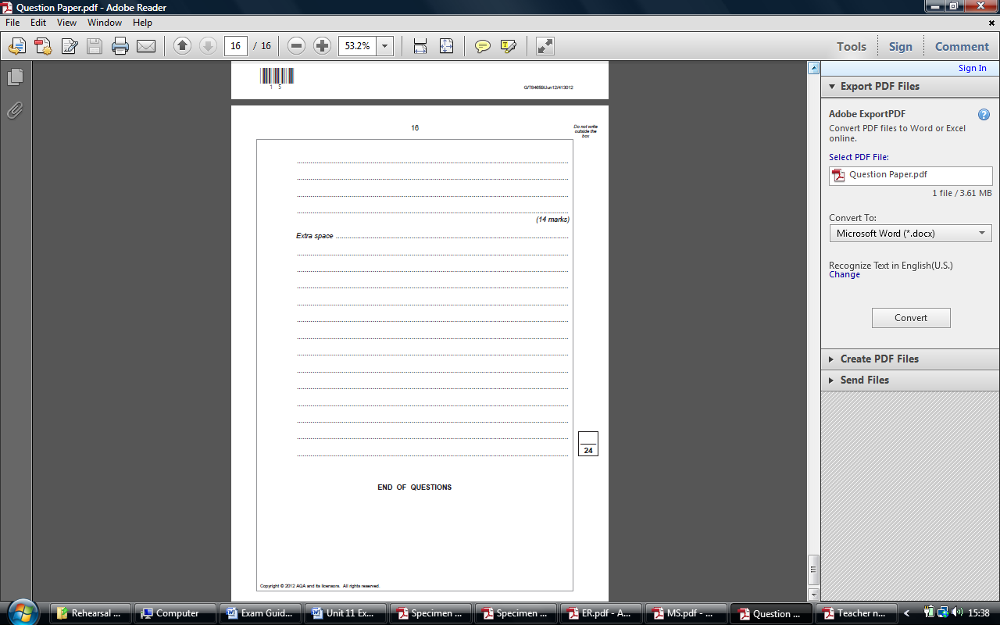 Question Paper.pdf - Adobe Reader
File Edit View Window Help
16 / 16 53.2% Tools Sign Comment
Sign In
1 5 G/T84659/Jun12/413012
Export PDF Files
16
Do not write
outside the
box
Adobe ExportPDF
Convert PDF files to Word or Excel
online.
Select PDF File:
Question Paper.pdf
1 file / 3.61 MB
(14 marks)
Extra space
Convert To:
Microsoft Word (*.docx)
Recognize Text in English(U.S.)
Change
Convert
Create PDF Files
Send Files
24
END OF QUESTIONS
Copyright © 2012 AQA and its licensors. All rights reserved.
Rehearsal ... Computer Exam Guid... Unit 11 Ex... Specimen ... Specimen ... ER.pdf - A... MS.pdf - ... Question ... Teacher n... 15:38